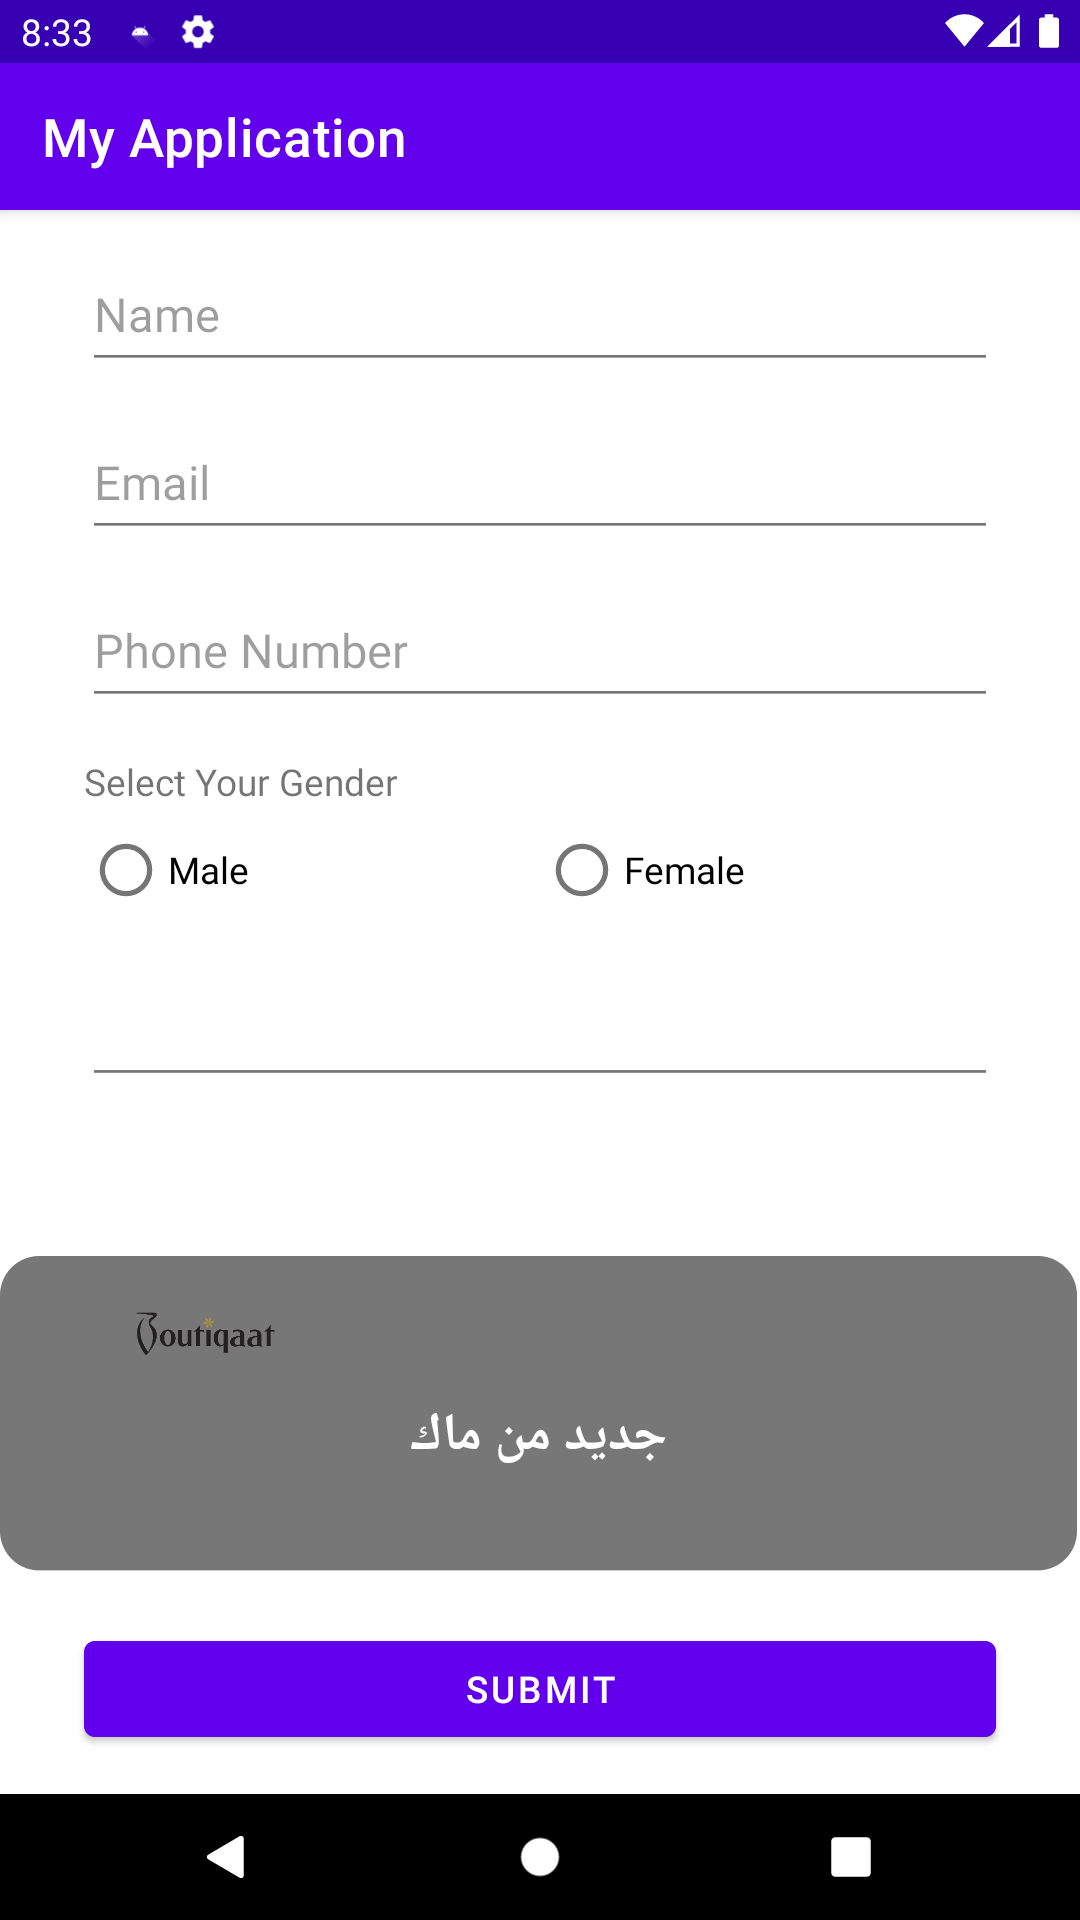 8:33
My Application
Name
Email
Phone Number
Select Your Gender
Male Female
Boutiqaat
جديد من ماك
SUBMIT